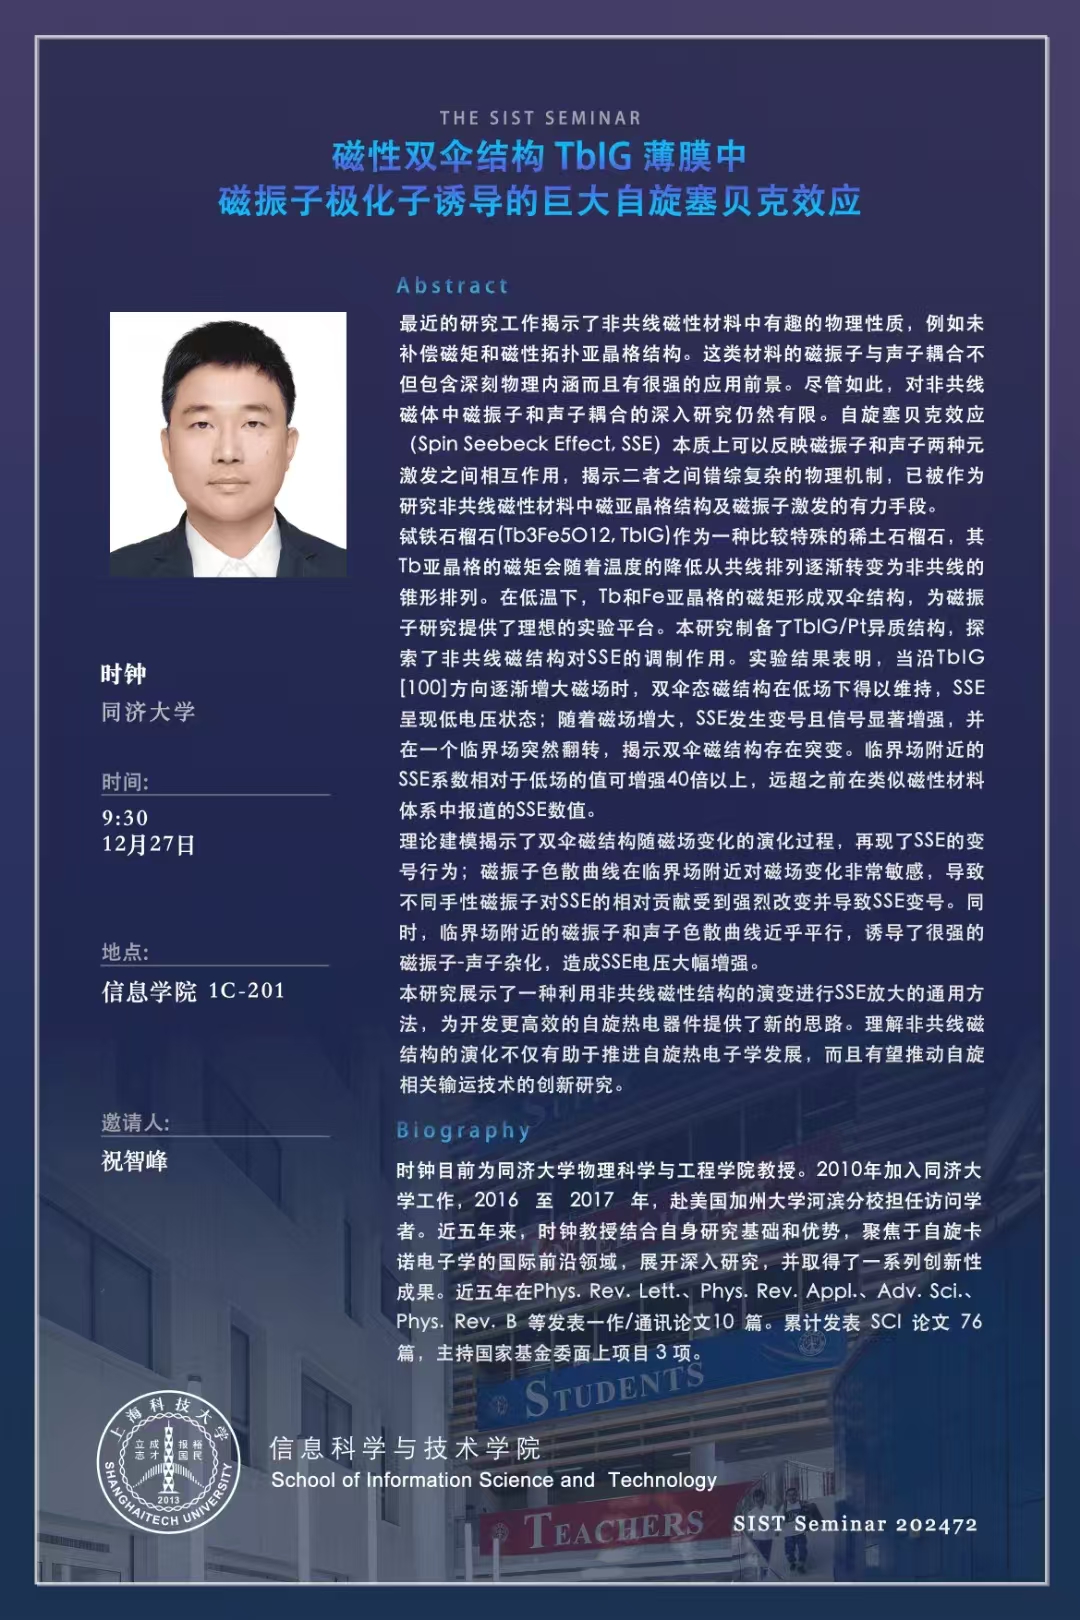 THE SIST SEMINAR
磁性双伞结构 TbIG 薄膜中
磁振子极化子诱导的巨大自旋塞贝克效应
Abstract
最近的研究工作揭示了非共线磁性材料中有趣的物理性质，例如未
补偿磁矩和磁性拓扑亚晶格结构。这类材料的磁振子与声子耦合不
但包含深刻物理内涵而且有很强的应用前景。尽管如此，对非共线
磁体中磁振子和声子耦合的深入研究仍然有限。自旋塞贝克效应
（Spin Seebeck Effect, SSE）本质上可以反映磁振子和声子两种元
激发之间相互作用，揭示二者之间错综复杂的物理机制，已被作为
研究非共线磁性材料中磁亚晶格结构及磁振子激发的有力手段。
铽铁石榴石(Tb3Fe5O12, TbIG)作为一种比较特殊的稀土石榴石，其
Tb亚晶格的磁矩会随着温度的降低从共线排列逐渐转变为非共线的
锥形排列。在低温下，Tb和Fe亚晶格的磁矩形成双伞结构，为磁振
子研究提供了理想的实验平台。本研究制备了TbIG/Pt异质结构，探
索了非共线磁结构对SSE的调制作用。实验结果表明，当沿TbIG
[100]方向逐渐增大磁场时，双伞态磁结构在低场下得以维持，SSE
呈现低电压状态；随着磁场增大，SSE发生变号且信号显著增强，并
在一个临界场突然翻转，揭示双伞磁结构存在突变。临界场附近的
SSE系数相对于低场的值可增强40倍以上，远超之前在类似磁性材料
体系中报道的SSE数值。
理论建模揭示了双伞磁结构随磁场变化的演化过程，再现了SSE的变
号行为；磁振子色散曲线在临界场附近对磁场变化非常敏感，导致
不同手性磁振子对SSE的相对贡献受到强烈改变并导致SSE变号。同
时，临界场附近的磁振子和声子色散曲线近乎平行，诱导了很强的
磁振子-声子杂化，造成SSE电压大幅增强。
本研究展示了一种利用非共线磁性结构的演变进行SSE放大的通用方
法，为开发更高效的自旋热电器件提供了新的思路。理解非共线磁
结构的演化不仅有助于推进自旋热电子学发展，而且有望推动自旋
相关输运技术的创新研究。
时钟
同济大学
时间:
9:30
12月27日
地点:
信息学院 1C-201
邀请人:
祝智峰
Biography
时钟目前为同济大学物理科学与工程学院教授。2010年加入同济大
学工作，2016 至 2017 年，赴美国加州大学河滨分校担任访问学
者。近五年来，时钟教授结合自身研究基础和优势，聚焦于自旋卡
诺电子学的国际前沿领域，展开深入研究，并取得了一系列创新性
成果。近五年在Phys. Rev. Lett.、Phys. Rev. Appl.、Adv. Sci.、
Phys. Rev. B 等发表一作/通讯论文10 篇。累计发表 SCI 论文 76
篇，主持国家基金委面上项目 3 项。
STUDENTS
TEACHERS
上海科技大学
立志 成才 报国 裕民
2013
SHANGHAITECH UNIVERSITY
信息科学与技术学院
School of Information Science and Technology
SIST Seminar 202472